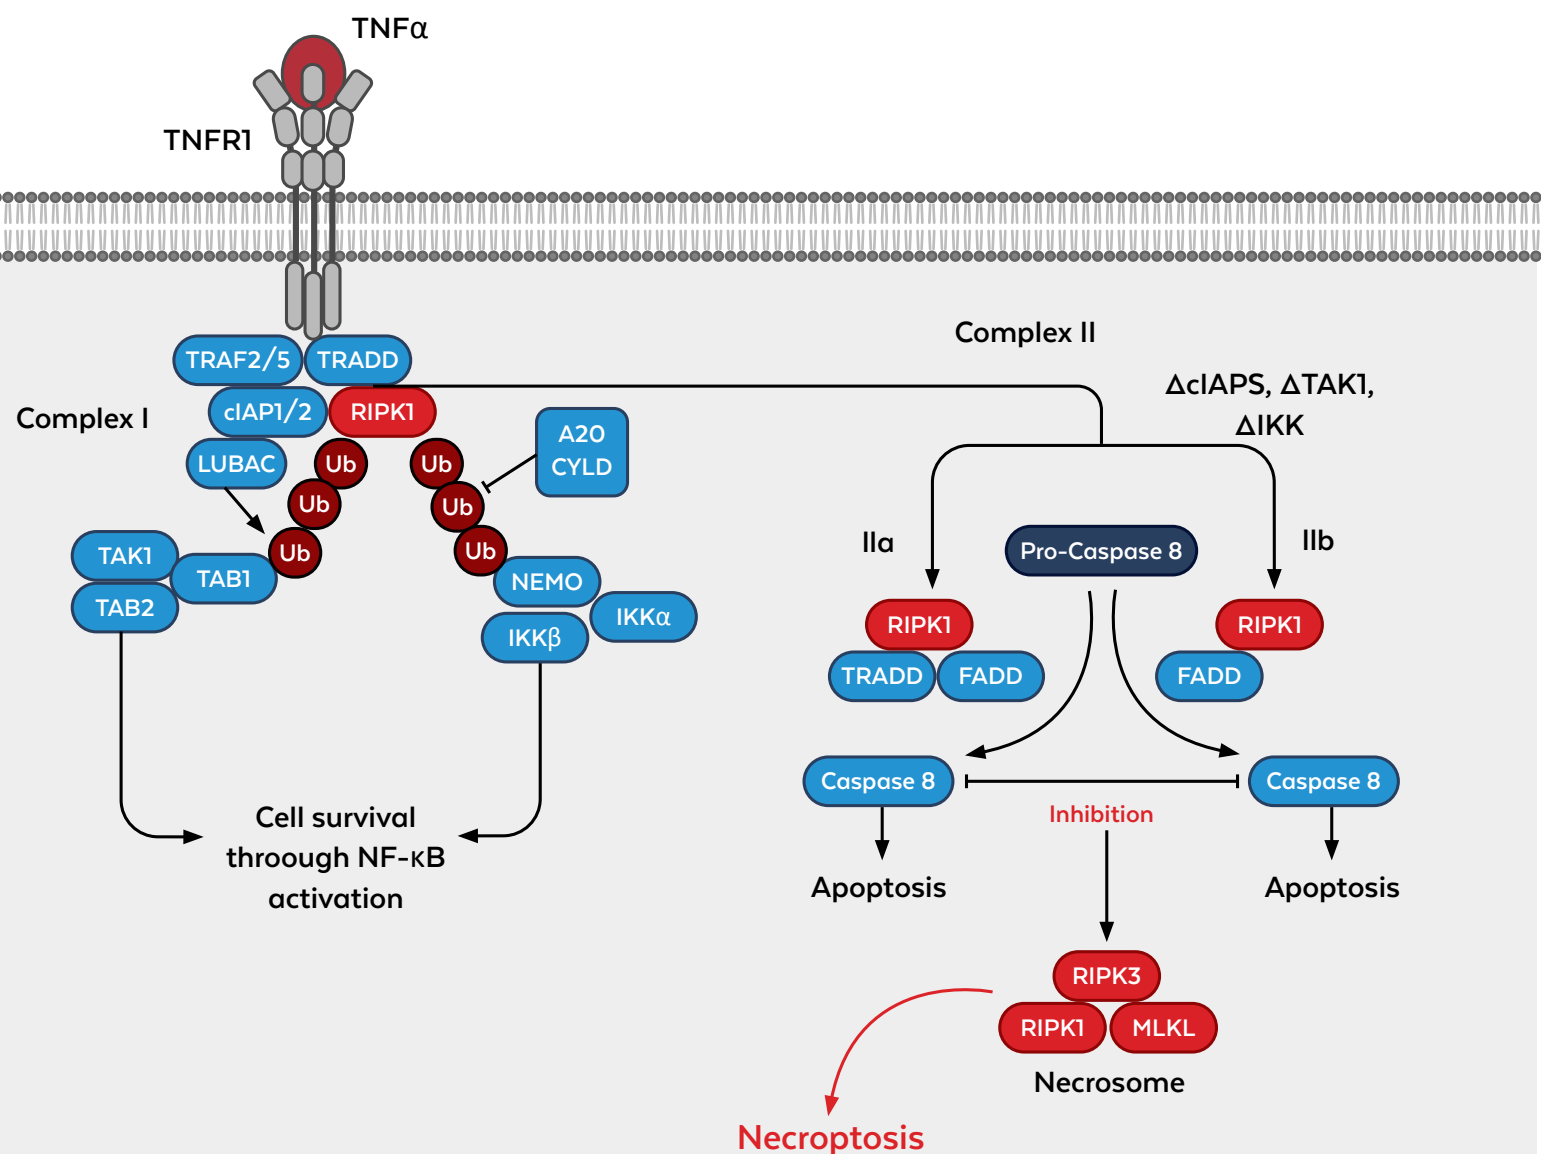 TNFα
TNFR1
TRAF2/5
TRADD
Complex I
cIAP1/2
RIPK1
LUBAC
Ub
Ub
Ub
Ub
Ub
Ub
A20
CYLD
TAK1
TAB1
TAB2
NEMO
IKKα
IKKβ
Cell survival
throough NF-κB
activation
Complex II
ΔcIAPS, ΔTAK1,
ΔIKK
IIa
Pro-Caspase 8
IIb
RIPK1
TRADD
FADD
RIPK1
FADD
Caspase 8
Caspase 8
Inhibition
Apoptosis
Apoptosis
RIPK3
RIPK1
MLKL
Necrosome
Necroptosis